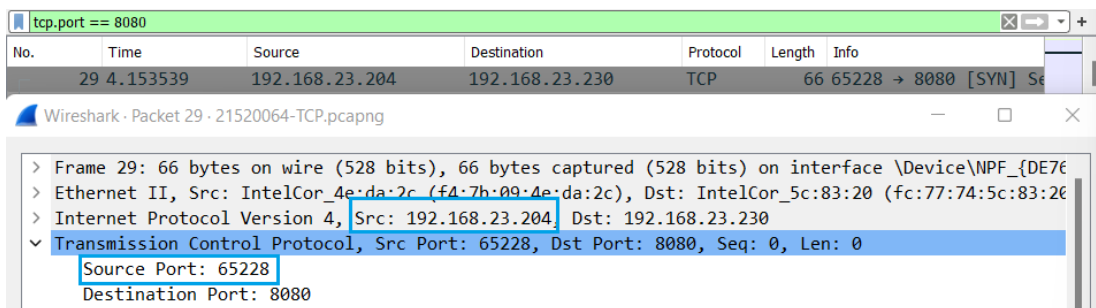 tcp.port == 8080
No. Time Source Destination Protocol Length Info
29 4.153539 192.168.23.204 192.168.23.230 TCP 66 65228 → 8080 [SYN] Se
Wireshark · Packet 29 · 21520064-TCP.pcapng
Frame 29: 66 bytes on wire (528 bits), 66 bytes captured (528 bits) on interface \Device\NPF_{DE76
Ethernet II, Src: IntelCor_4e:da:2c (f4:7b:09:4e:da:2c), Dst: IntelCor_5c:83:20 (fc:77:74:5c:83:20
Internet Protocol Version 4, Src: 192.168.23.204, Dst: 192.168.23.230
Transmission Control Protocol, Src Port: 65228, Dst Port: 8080, Seq: 0, Len: 0
Source Port: 65228
Destination Port: 8080